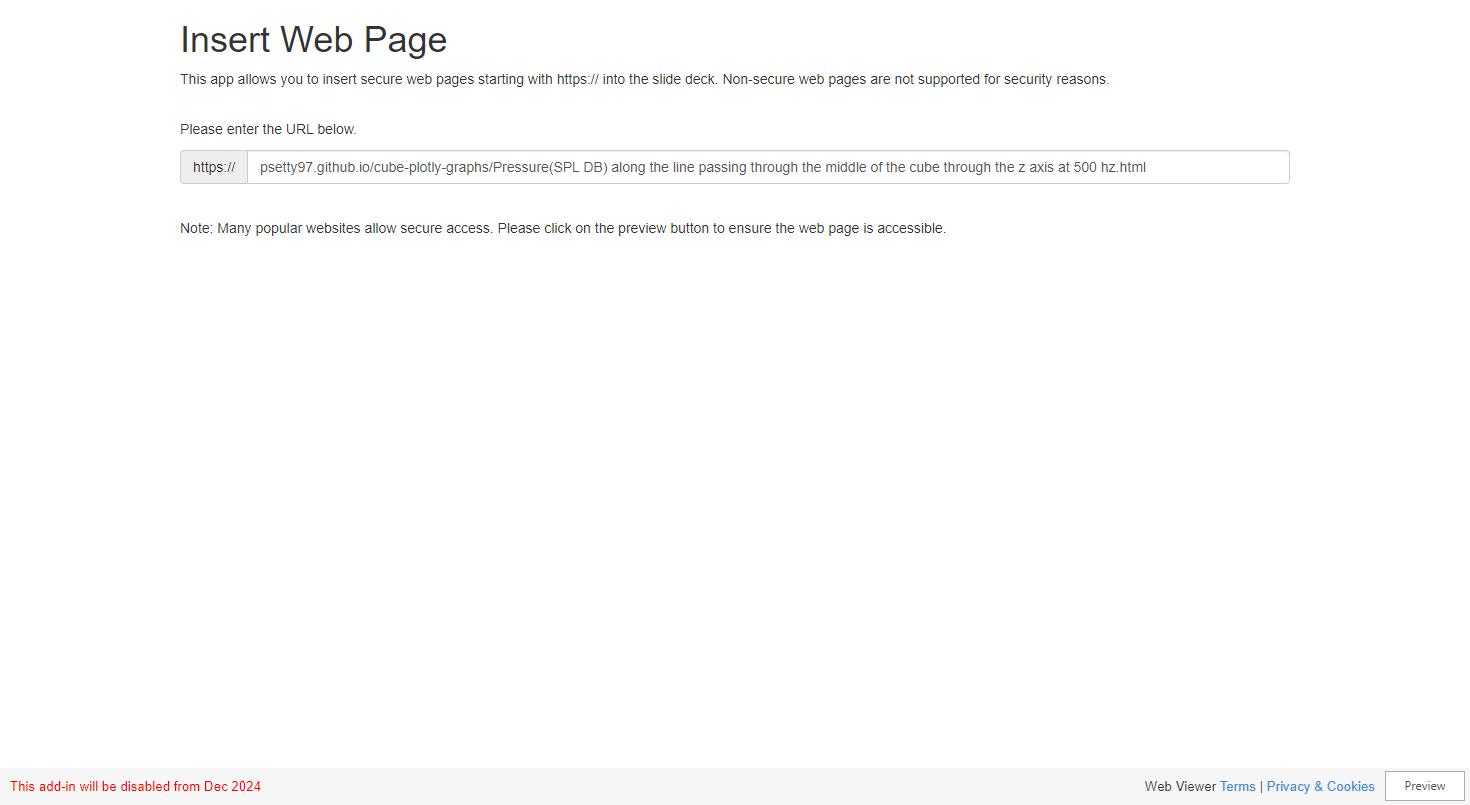 Insert Web Page
This app allows you to insert secure web pages starting with https:// into the slide deck. Non-secure web pages are not supported for security reasons.
Please enter the URL below.
https:// psetty97.github.io/cube-plotly-graphs/Pressure(SPL DB) along the line passing through the middle of the cube through the z axis at 500 hz.html
Note: Many popular websites allow secure access. Please click on the preview button to ensure the web page is accessible.
This add-in will be disabled from Dec 2024 Web Viewer Terms | Privacy & Cookies Preview